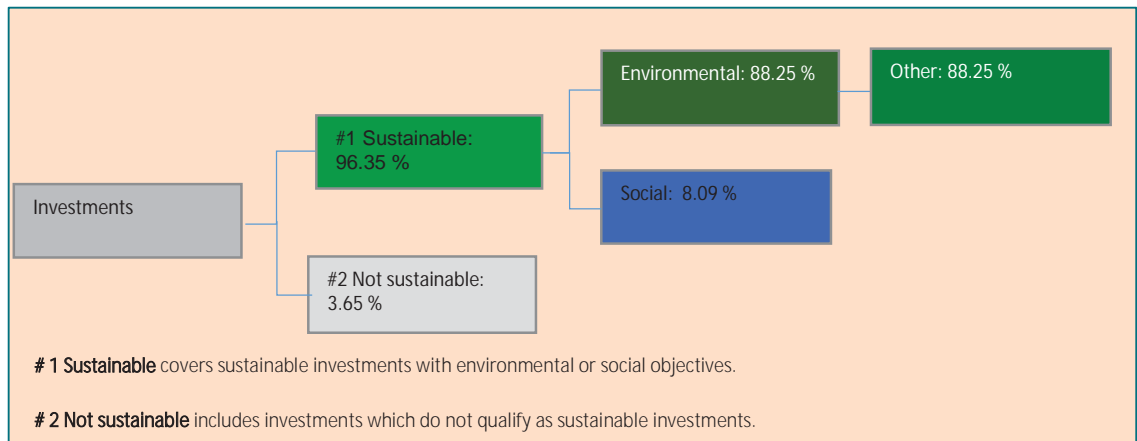 Environmental: 88.25 %
Other: 88.25 %
#1 Sustainable:
96.35 %
Investments
Social: 8.09 %
#2 Not sustainable:
3.65 %
# 1 Sustainable covers sustainable investments with environmental or social objectives.
# 2 Not sustainable includes investments which do not qualify as sustainable investments.